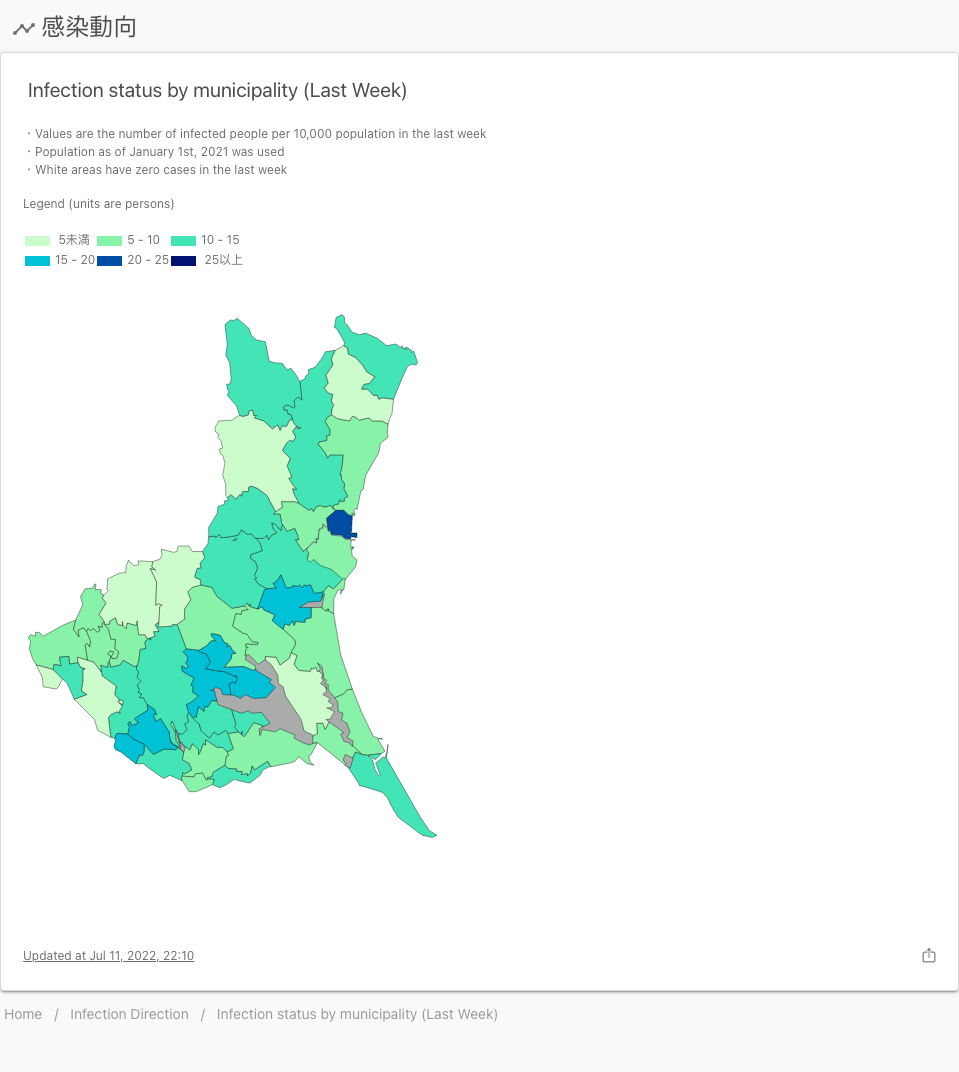 感染動向
Infection status by municipality (Last Week)
・Values are the number of infected people per 10,000 population in the last week
・Population as of January 1st, 2021 was used
・White areas have zero cases in the last week
Legend (units are persons)
5未満 5 - 10 10 - 15
15 - 20 20 - 25 25以上
Updated at Jul 11, 2022, 22:10
Home / Infection Direction / Infection status by municipality (Last Week)